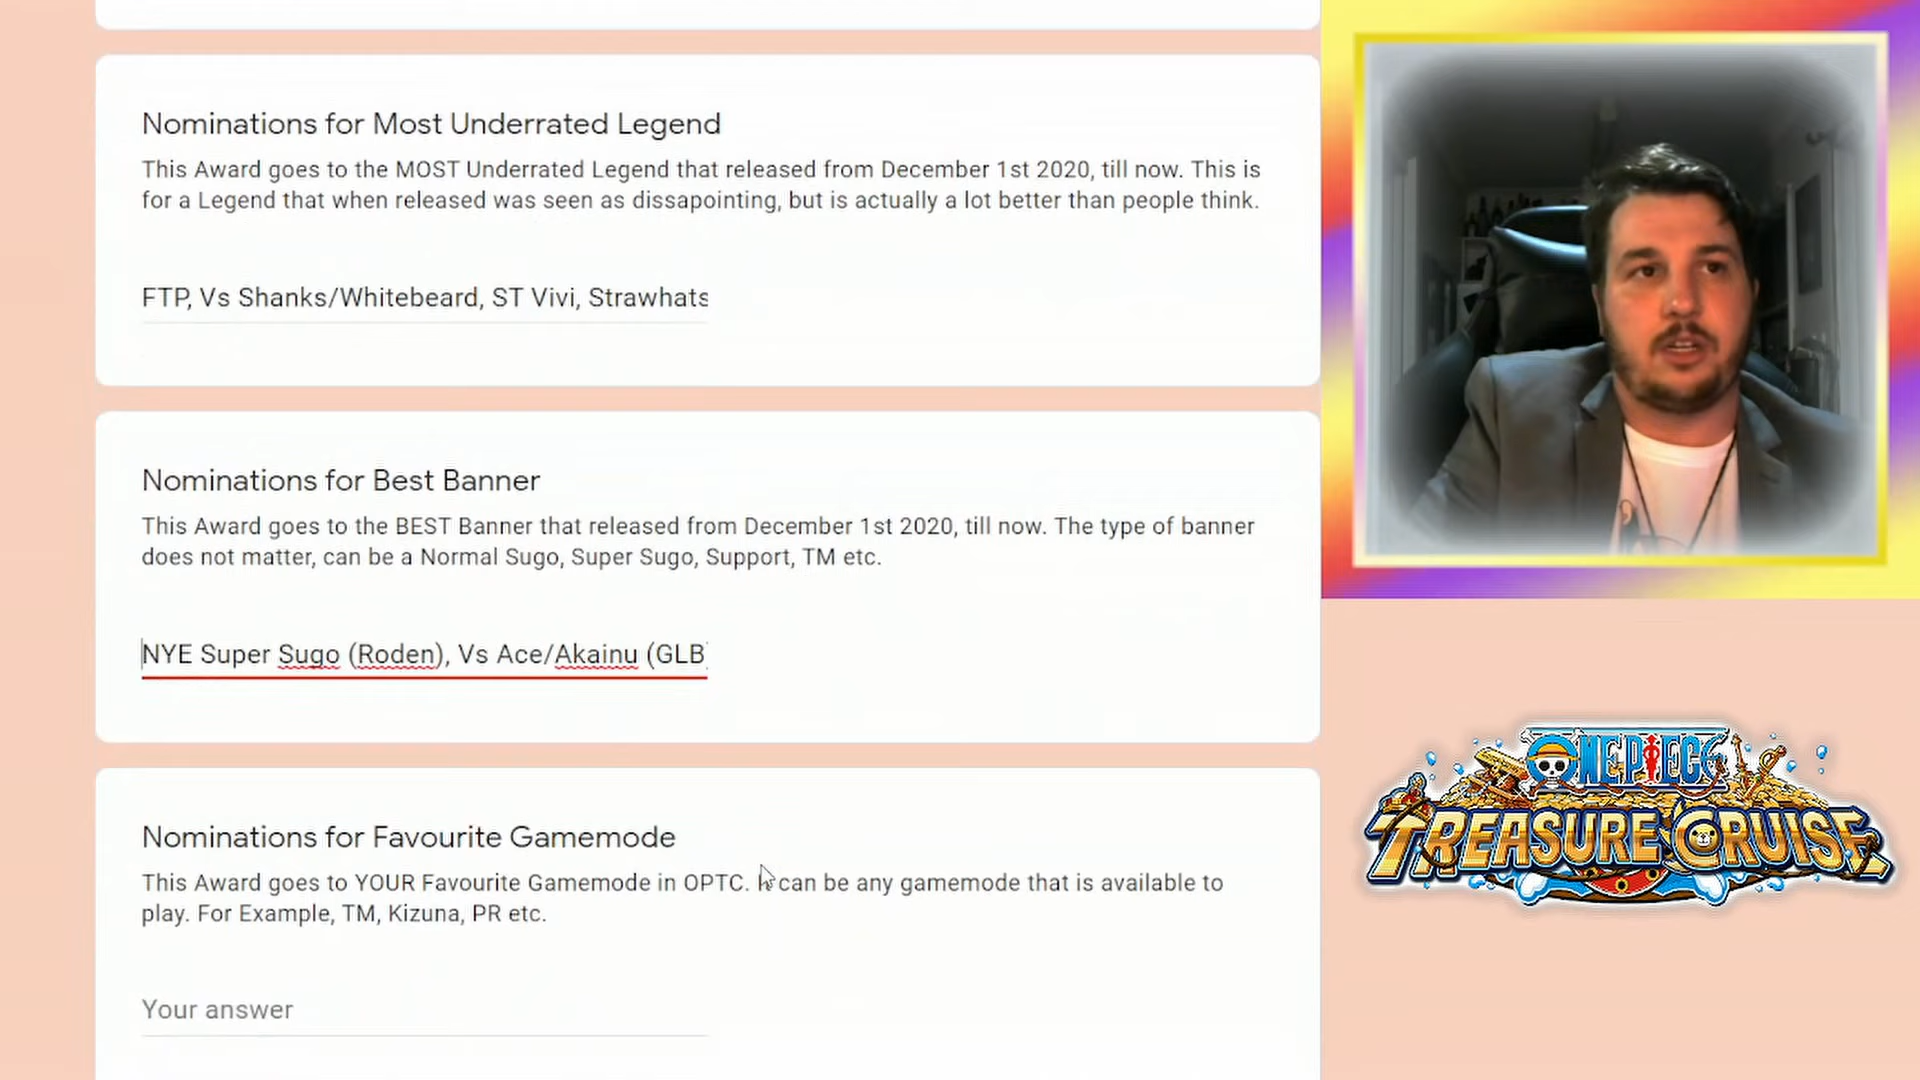 Nominations for Most Underrated Legend
This Award goes to the MOST Underrated Legend that released from December 1st 2020, till now. This is
for a Legend that when released was seen as dissapointing, but is actually a lot better than people think.
FTP, Vs Shanks/Whitebeard, ST Vivi, Strawhats
Nominations for Best Banner
This Award goes to the BEST Banner that released from December 1st 2020, till now. The type of banner
does not matter, can be a Normal Sugo, Super Sugo, Support, TM etc.
NYE Super Sugo (Roden), Vs Ace/Akainu (GLB
Nominations for Favourite Gamemode
This Award goes to YOUR Favourite Gamemode in OPTC. It can be any gamemode that is available to
play. For Example, TM, Kizuna, PR etc.
Your answer
ONE PIECE
TREASURE CRUISE